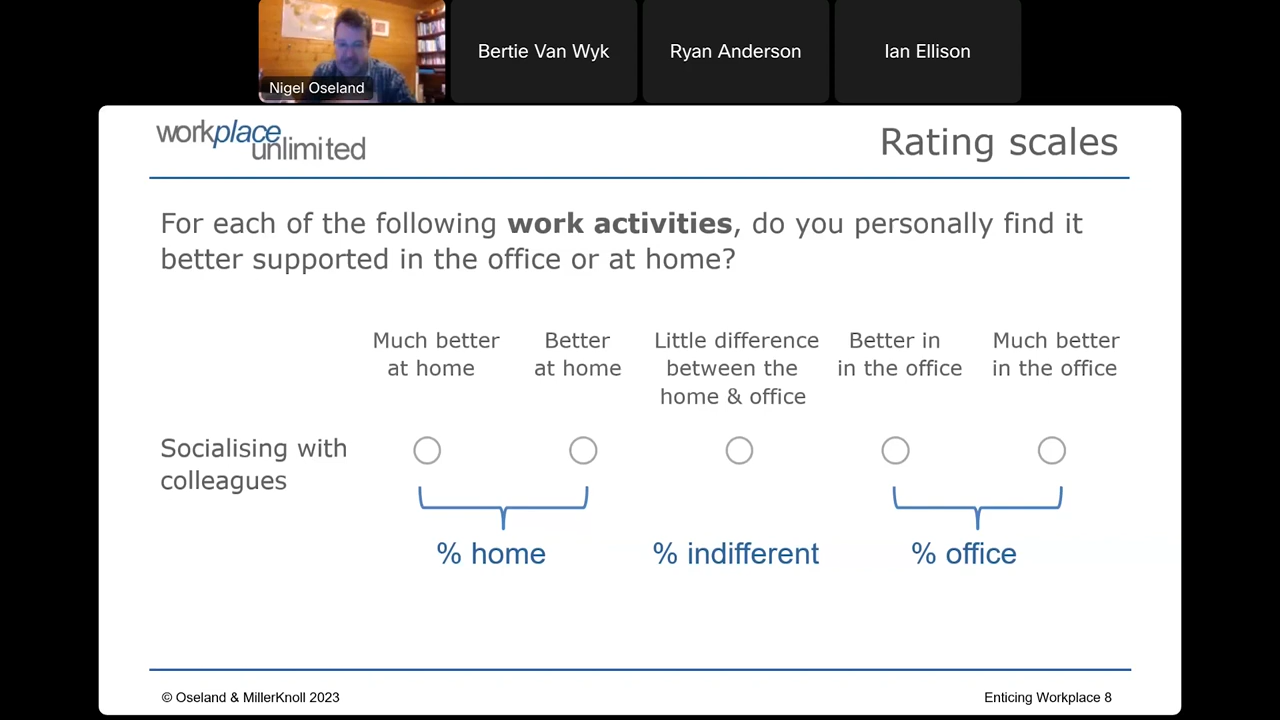 Nigel Oseland
Bertie Van Wyk
Ryan Anderson
Ian Ellison
workplace
unlimited
Rating scales
For each of the following work activities, do you personally find it
better supported in the office or at home?
Much better
at home
Better
at home
Little difference
between the
home & office
Better in
in the office
Much better
in the office
Socialising with
colleagues
% home
% indifferent
% office
© Oseland & MillerKnoll 2023
Enticing Workplace 8